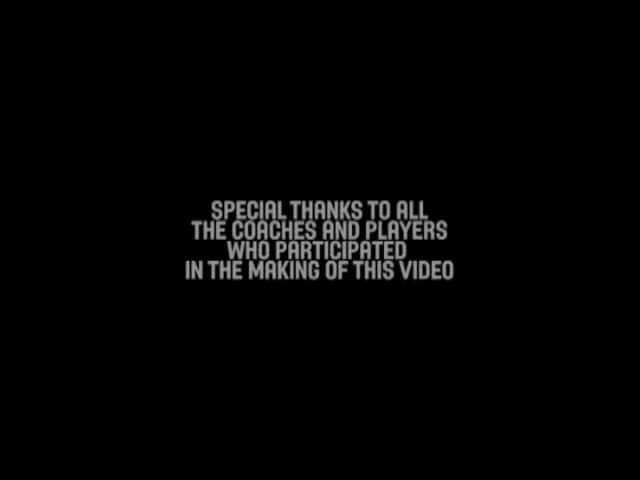 SPECIAL THANKS TO ALL
THE COACHES AND PLAYERS
WHO PARTICIPATED
IN THE MAKING OF THIS VIDEO